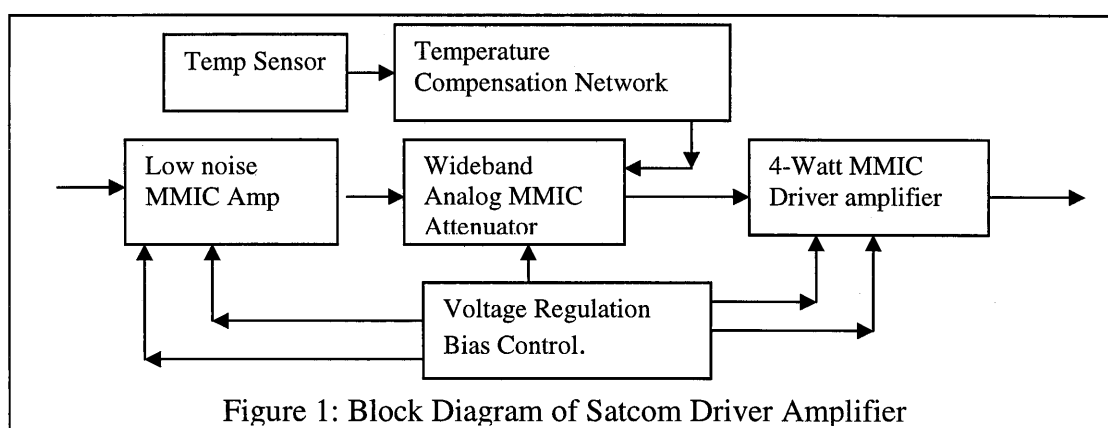 Temp Sensor
Temperature
Compensation Network
Low noise
MMIC Amp
Wideband
Analog MMIC
Attenuator
4-Watt MMIC
Driver amplifier
Voltage Regulation
Bias Control.
Figure 1: Block Diagram of Satcom Driver Amplifier